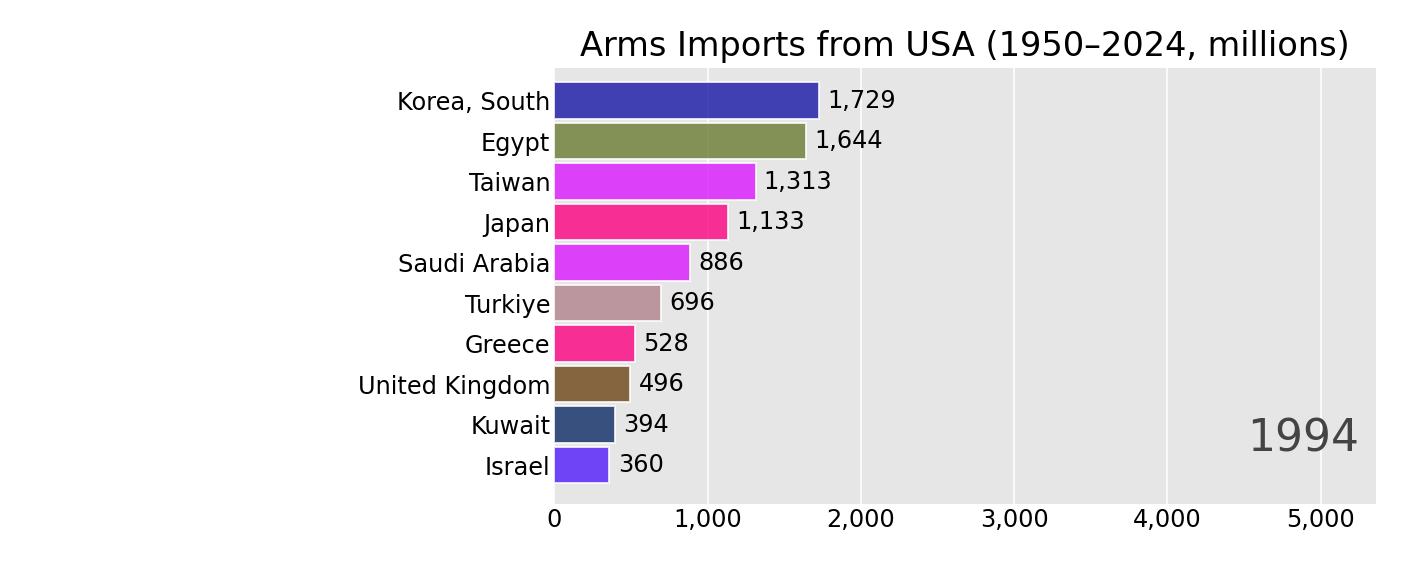 Arms Imports from USA (1950–2024, millions)
Korea, South 1,729
Egypt 1,644
Taiwan 1,313
Japan 1,133
Saudi Arabia 886
Turkiye 696
Greece 528
United Kingdom 496
Kuwait 394
Israel 360
1994
0 1,000 2,000 3,000 4,000 5,000